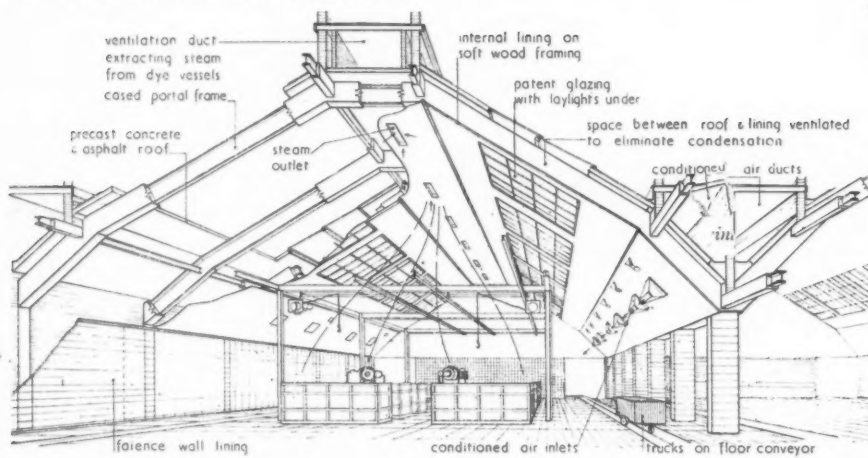 ventilation duct
extracting steam
from dye vessels
cased portal frame
precast concrete
& asphalt roof
steam
outlet
internal lining on
soft wood framing
patent glazing
with laylights under
space between roof & lining ventilated
to eliminate condensation
conditioned air ducts
in
faience wall lining
conditioned air inlets
trucks on floor conveyor